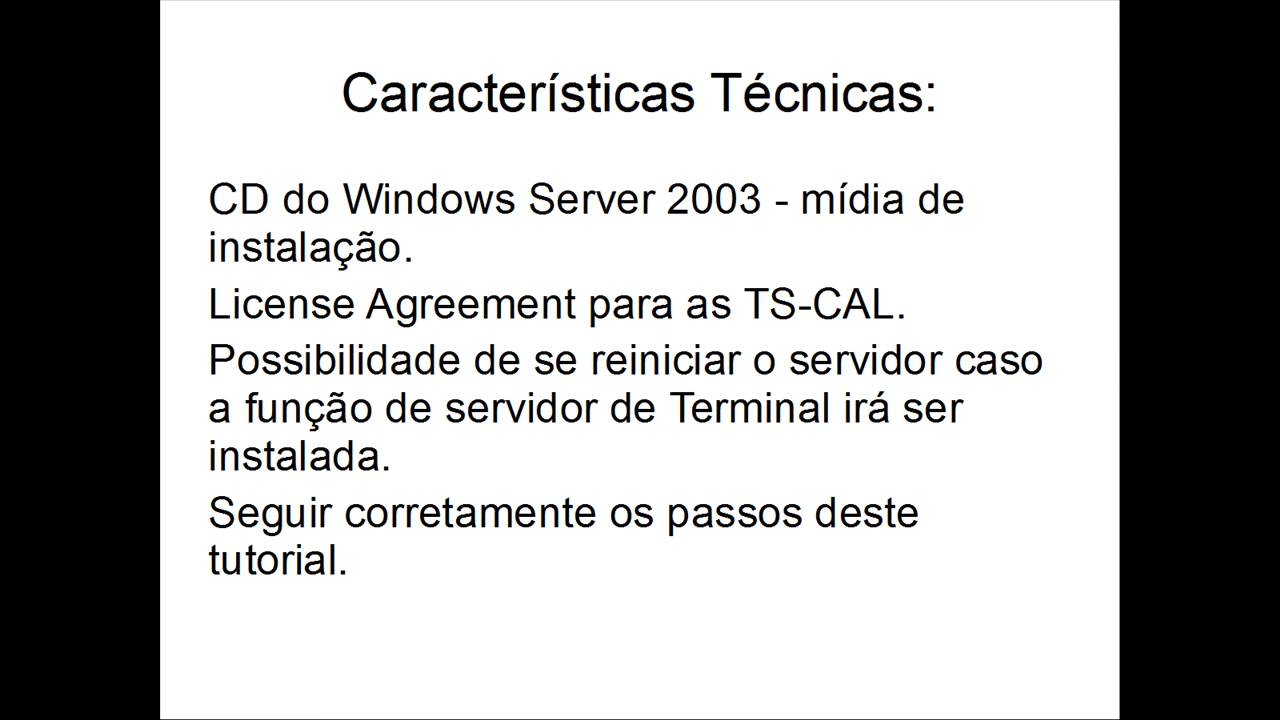 Características Técnicas:
CD do Windows Server 2003 - mídia de
instalação.
License Agreement para as TS-CAL.
Possibilidade de se reiniciar o servidor caso
a função de servidor de Terminal irá ser
instalada.
Seguir corretamente os passos deste
tutorial.